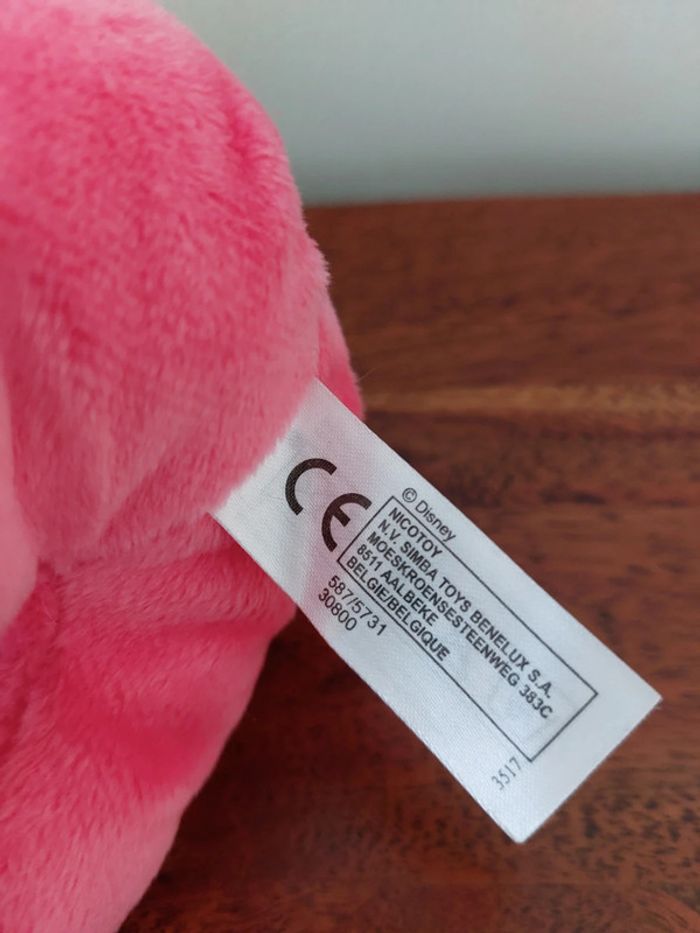 CE
© Disney
NICOTOY
N.V. SIMBA TOYS BENELUX S.A.
MOESKROENSESTEENWEG 383C
8511 AALBEKE
BELGIE/BELGIQUE
587/5731
30800
3517